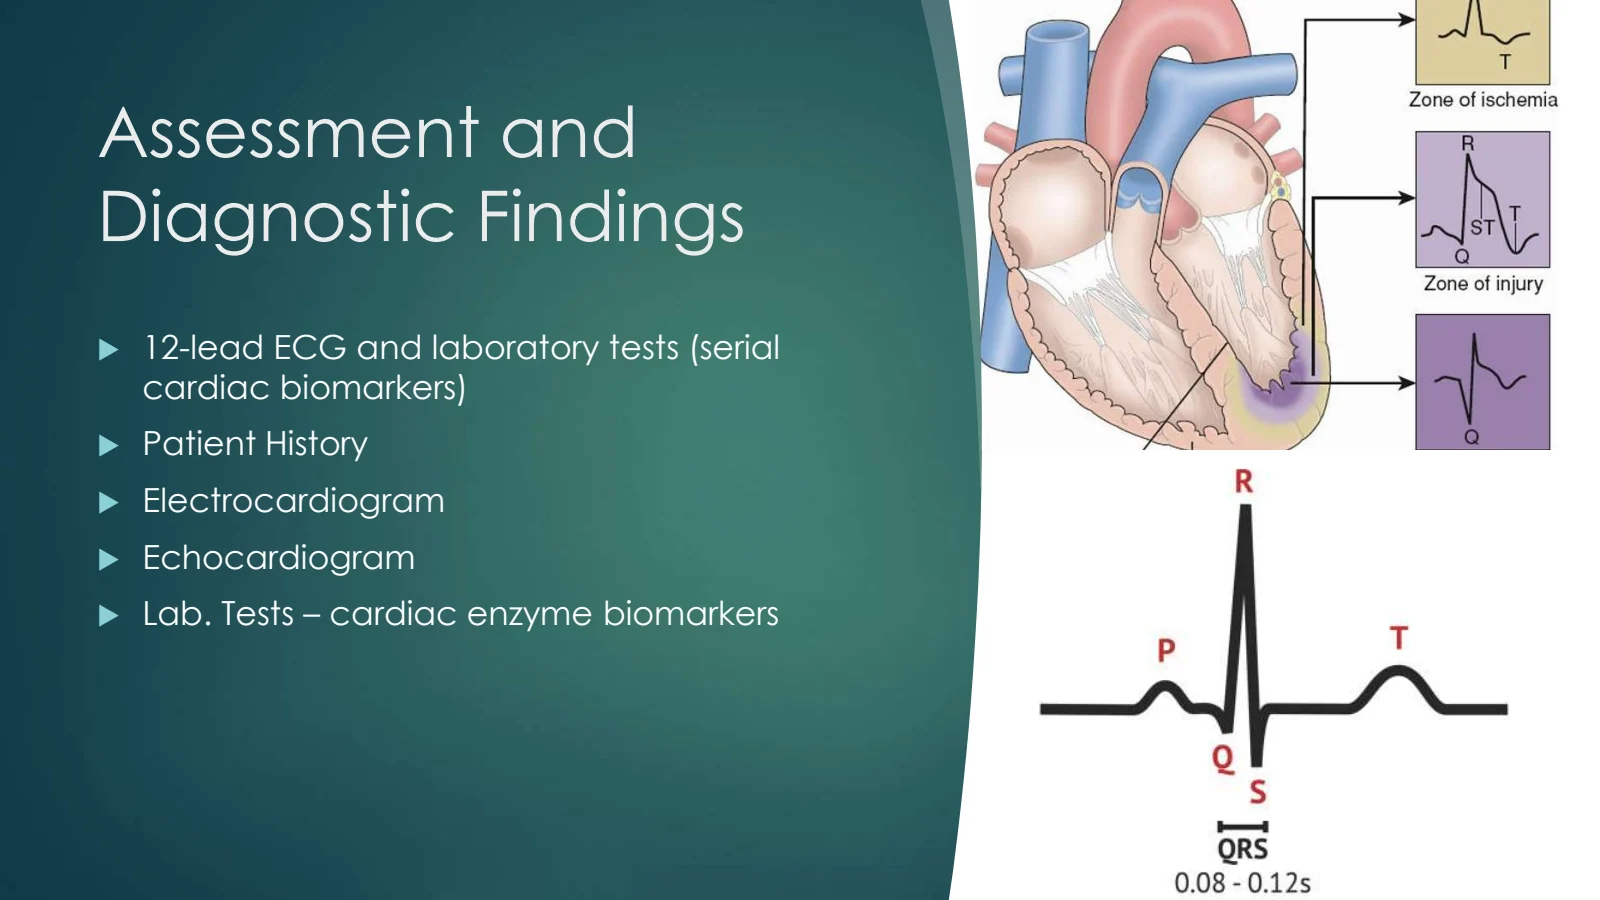 Assessment and
Diagnostic Findings
12-lead ECG and laboratory tests (serial
cardiac biomarkers)
Patient History
Electrocardiogram
Echocardiogram
Lab. Tests – cardiac enzyme biomarkers
T
Zone of ischemia
R
ST
T
Q
Zone of injury
Q
R
P
T
Q
S
QRS
0.08 - 0.12s